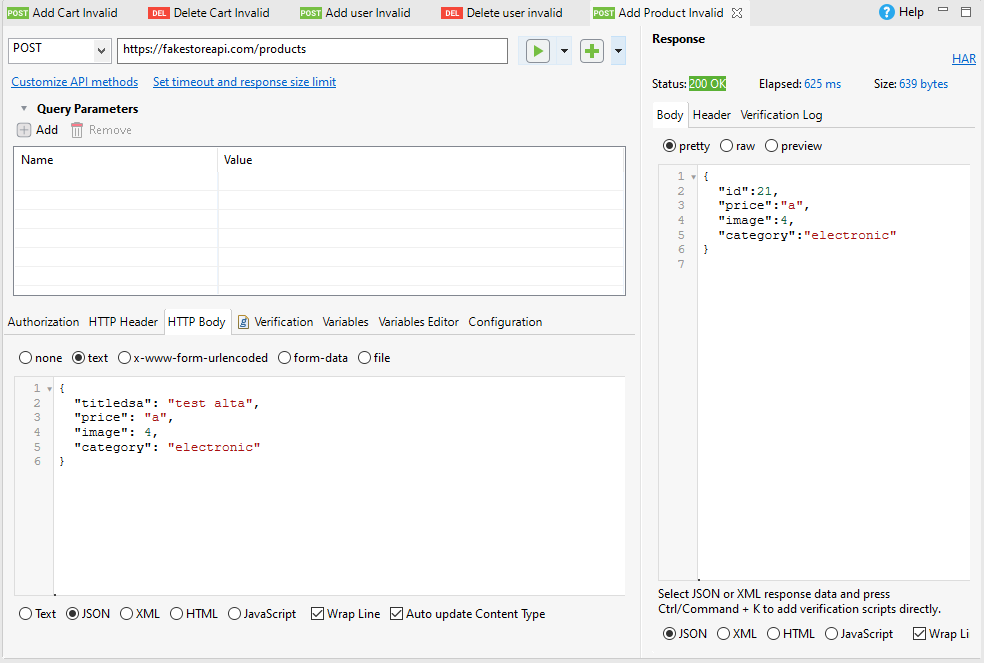 POST Add Cart Invalid DEL Delete Cart Invalid POST Add user Invalid DEL Delete user invalid POST Add Product Invalid ? Help
POST https://fakestoreapi.com/products
Customize API methods Set timeout and response size limit
Query Parameters
Add Remove
Name Value
Authorization HTTP Header HTTP Body Verification Variables Variables Editor Configuration
none text x-www-form-urlencoded form-data file
1 {
2 "titledsa": "test alta",
3 "price": "a",
4 "image": 4,
5 "category": "electronic"
6 }
Text JSON XML HTML JavaScript Wrap Line Auto update Content Type
Response
HAR
Status: 200 OK Elapsed: 625 ms Size: 639 bytes
Body Header Verification Log
pretty raw preview
1 {
2 "id":21,
3 "price":"a",
4 "image":4,
5 "category":"electronic"
6 }
7
Select JSON or XML response data and press
Ctrl/Command + K to add verification scripts directly.
JSON XML HTML JavaScript Wrap Li